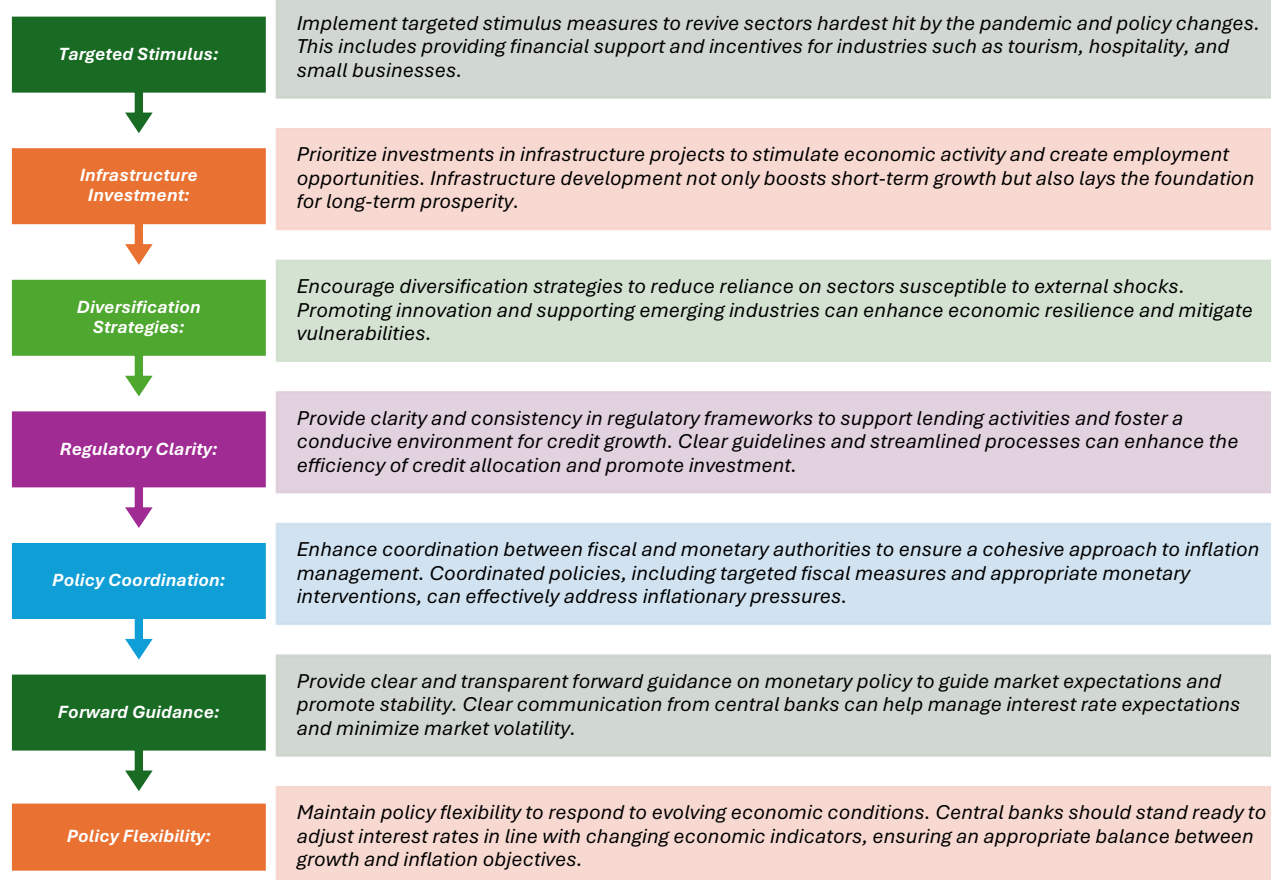 Targeted Stimulus:
Implement targeted stimulus measures to revive sectors hardest hit by the pandemic and policy changes.
This includes providing financial support and incentives for industries such as tourism, hospitality, and
small businesses.
Infrastructure
Investment:
Prioritize investments in infrastructure projects to stimulate economic activity and create employment
opportunities. Infrastructure development not only boosts short-term growth but also lays the foundation
for long-term prosperity.
Diversification
Strategies:
Encourage diversification strategies to reduce reliance on sectors susceptible to external shocks.
Promoting innovation and supporting emerging industries can enhance economic resilience and mitigate
vulnerabilities.
Regulatory Clarity:
Provide clarity and consistency in regulatory frameworks to support lending activities and foster a
conducive environment for credit growth. Clear guidelines and streamlined processes can enhance the
efficiency of credit allocation and promote investment.
Policy Coordination:
Enhance coordination between fiscal and monetary authorities to ensure a cohesive approach to inflation
management. Coordinated policies, including targeted fiscal measures and appropriate monetary
interventions, can effectively address inflationary pressures.
Forward Guidance:
Provide clear and transparent forward guidance on monetary policy to guide market expectations and
promote stability. Clear communication from central banks can help manage interest rate expectations
and minimize market volatility.
Policy Flexibility:
Maintain policy flexibility to respond to evolving economic conditions. Central banks should stand ready to
adjust interest rates in line with changing economic indicators, ensuring an appropriate balance between
growth and inflation objectives.